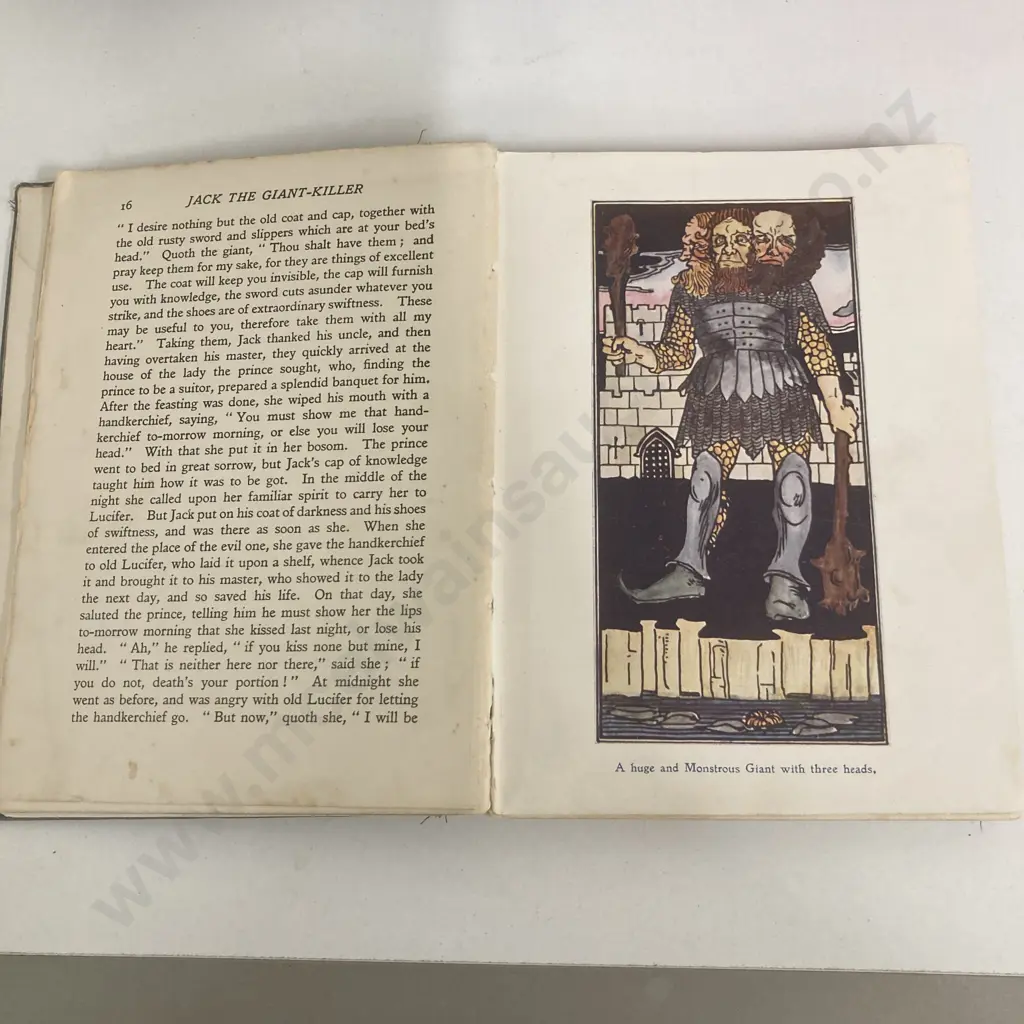 16 JACK THE GIANT-KILLER
“ I desire nothing but the old coat and cap, together with
the old rusty sword and slippers which are at your bed’s
head.” Quoth the giant, “ Thou shalt have them ; and
pray keep them for my sake, for they are things of excellent
use. The coat will keep you invisible, the cap will furnish
you with knowledge, the sword cuts asunder whatever you
strike, and the shoes are of extraordinary swiftness. These
may be useful to you, therefore take them with all my
heart.” Taking them, Jack thanked his uncle, and then
having overtaken his master, they quickly arrived at the
house of the lady the prince sought, who, finding the
prince to be a suitor, prepared a splendid banquet for him.
After the feasting was done, she wiped his mouth with a
handkerchief, saying, “ You must show me that hand-
kerchief to-morrow morning, or else you will lose your
head.” With that she put it in her bosom. The prince
went to bed in great sorrow, but Jack’s cap of knowledge
taught him how it was to be got. In the middle of the
night she called upon her familiar spirit to carry her to
Lucifer. But Jack put on his coat of darkness and his shoes
of swiftness, and was there as soon as she. When she
entered the place of the evil one, she gave the handkerchief
to old Lucifer, who laid it upon a shelf, whence Jack took
it and brought it to his master, who showed it to the lady
the next day, and so saved his life. On that day, she
saluted the prince, telling him he must show her the lips
to-morrow morning that she kissed last night, or lose his
head. “ Ah,” he replied, “ if you kiss none but mine, I
will.” “ That is neither here nor there,” said she ; “ if
you do not, death’s your portion ! ” At midnight she
went as before, and was angry with old Lucifer for letting
the handkerchief go. “ But now,” quoth she, “ I will be
A huge and Monstrous Giant with three heads.